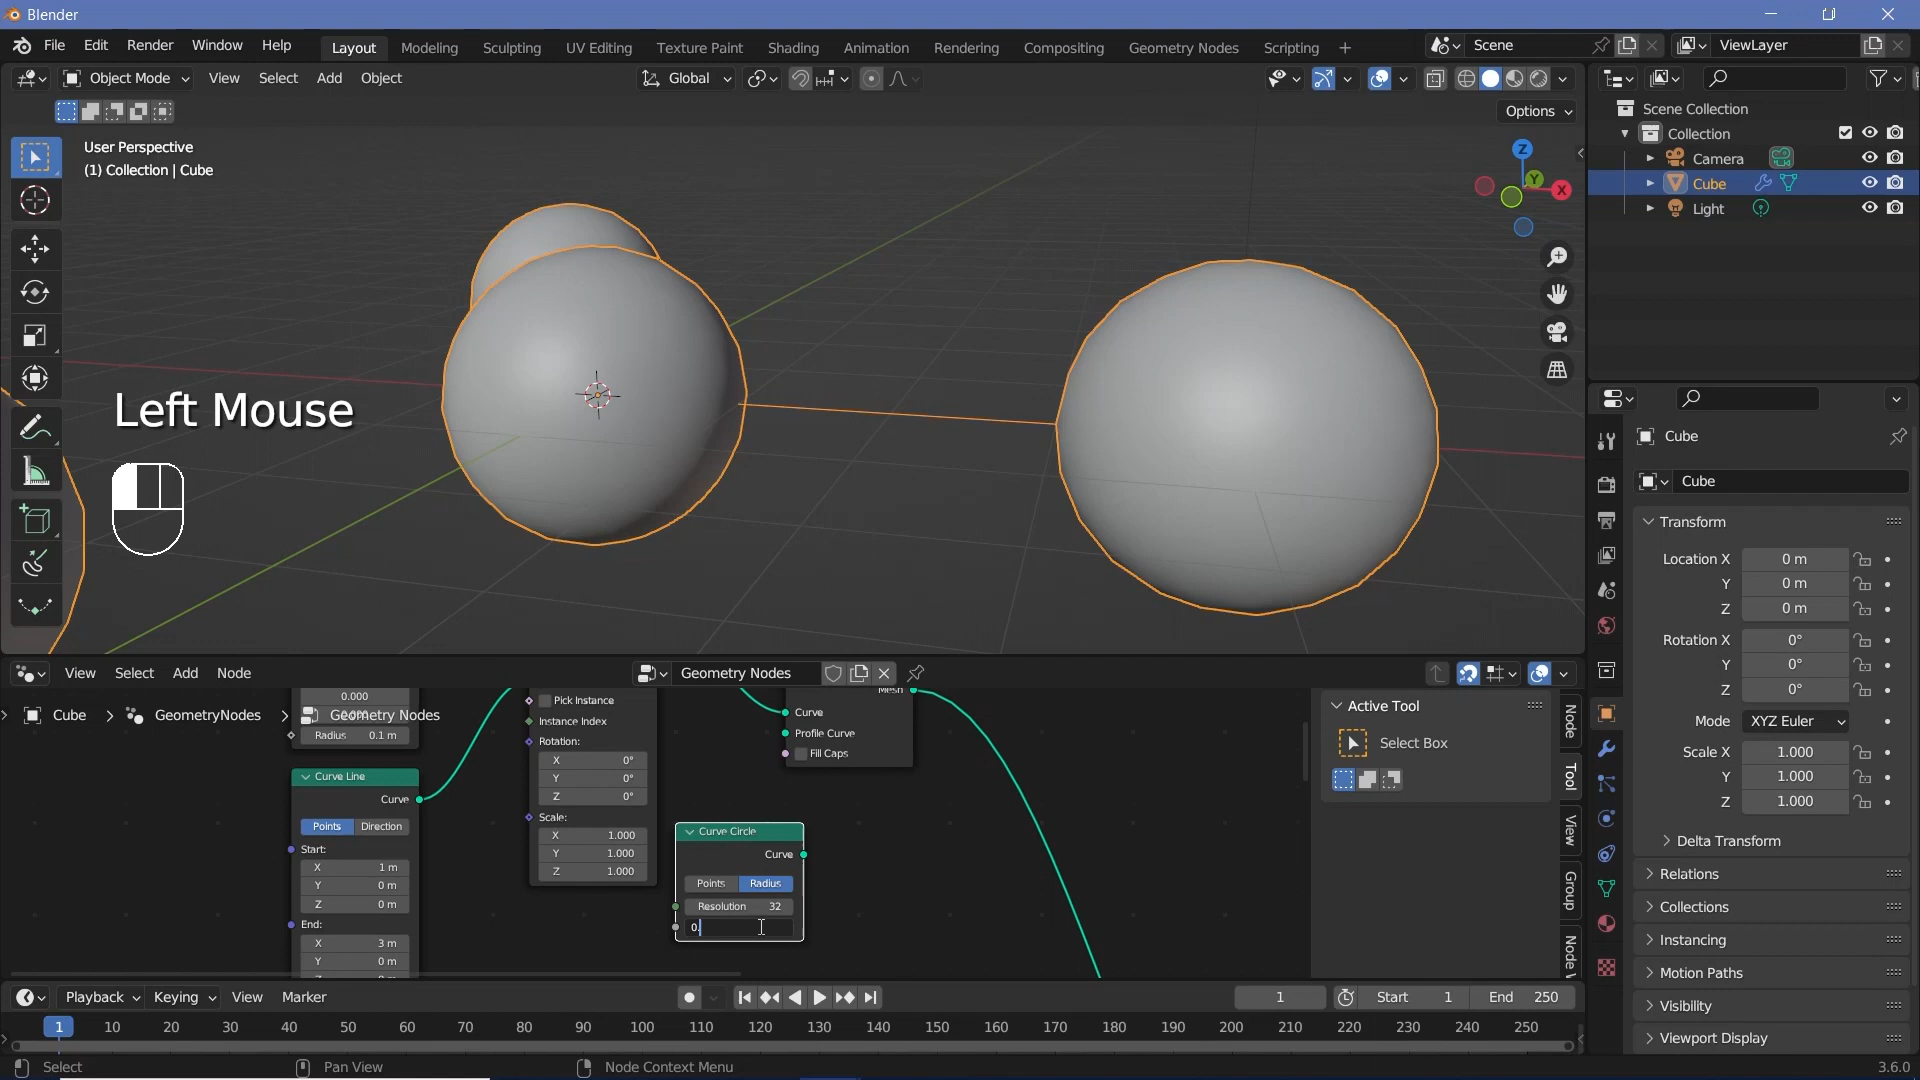 Blender
File Edit Render Window Help
Layout Modeling Sculpting UV Editing Texture Paint Shading Animation Rendering Compositing Geometry Nodes Scripting +
Scene
ViewLayer
Object Mode View Select Add Object
Global
Options
User Perspective
(1) Collection | Cube
Z
Y
X
Left Mouse
Scene Collection
Collection
Camera
Cube
Light
Cube
Cube
Transform
Location X 0 m
Y 0 m
Z 0 m
Rotation X 0°
Y 0°
Z 0°
Mode XYZ Euler
Scale X 1.000
Y 1.000
Z 1.000
Delta Transform
Relations
Collections
Instancing
Motion Paths
Visibility
Viewport Display
View Select Add Node
Geometry Nodes
Cube > GeometryNodes > Geometry Nodes
0.000
0.000
Radius 0.1 m
Curve Line
Curve
Points Direction
Start:
X 1 m
Y 0 m
Z 0 m
End:
X 3 m
Y 0 m
Pick Instance
Instance Index
Rotation:
X 0°
Y 0°
Z 0°
Scale:
X 1.000
Y 1.000
Z 1.000
Mesh
Curve
Profile Curve
Fill Caps
Curve Circle
Curve
Points Radius
Resolution 32
0.
Active Tool
Select Box
Node
Tool
View
Group
Playback Keying View Marker
1
Start 1
End 250
1 10 20 30 40 50 60 70 80 90 100 110 120 130 140 150 160 170 180 190 200 210 220 230 240 250
Select
Pan View
Node Context Menu
3.6.0